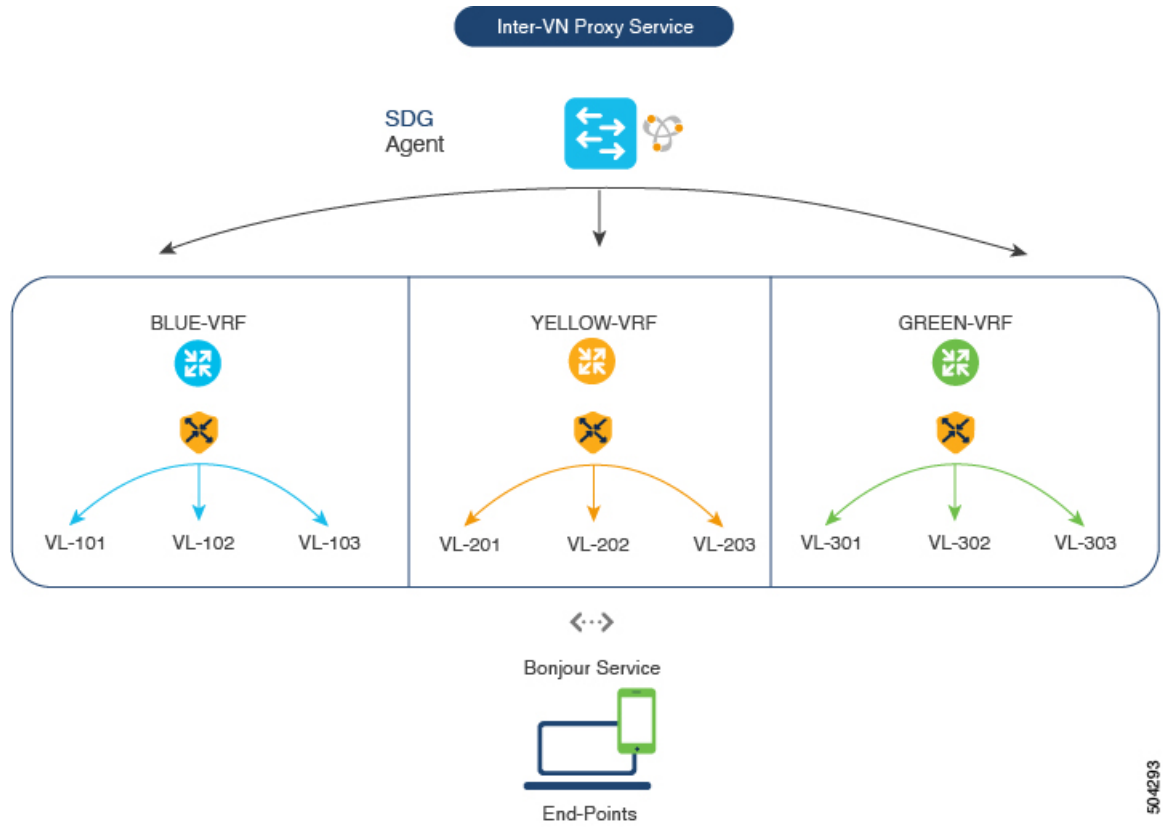 Inter-VN Proxy Service
SDG
Agent
BLUE-VRF
YELLOW-VRF
GREEN-VRF
VL-101
VL-102
VL-103
VL-201
VL-202
VL-203
VL-301
VL-302
VL-303
Bonjour Service
End-Points
504293